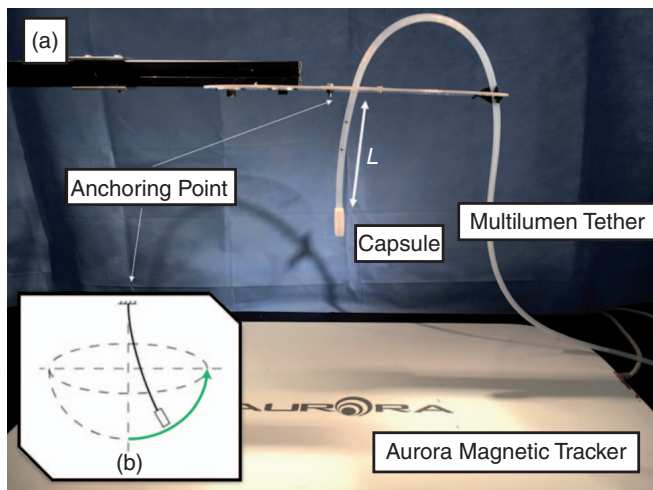 (a)
L
Anchoring Point
Multilumen Tether
Capsule
AURORA
(b)
Aurora Magnetic Tracker